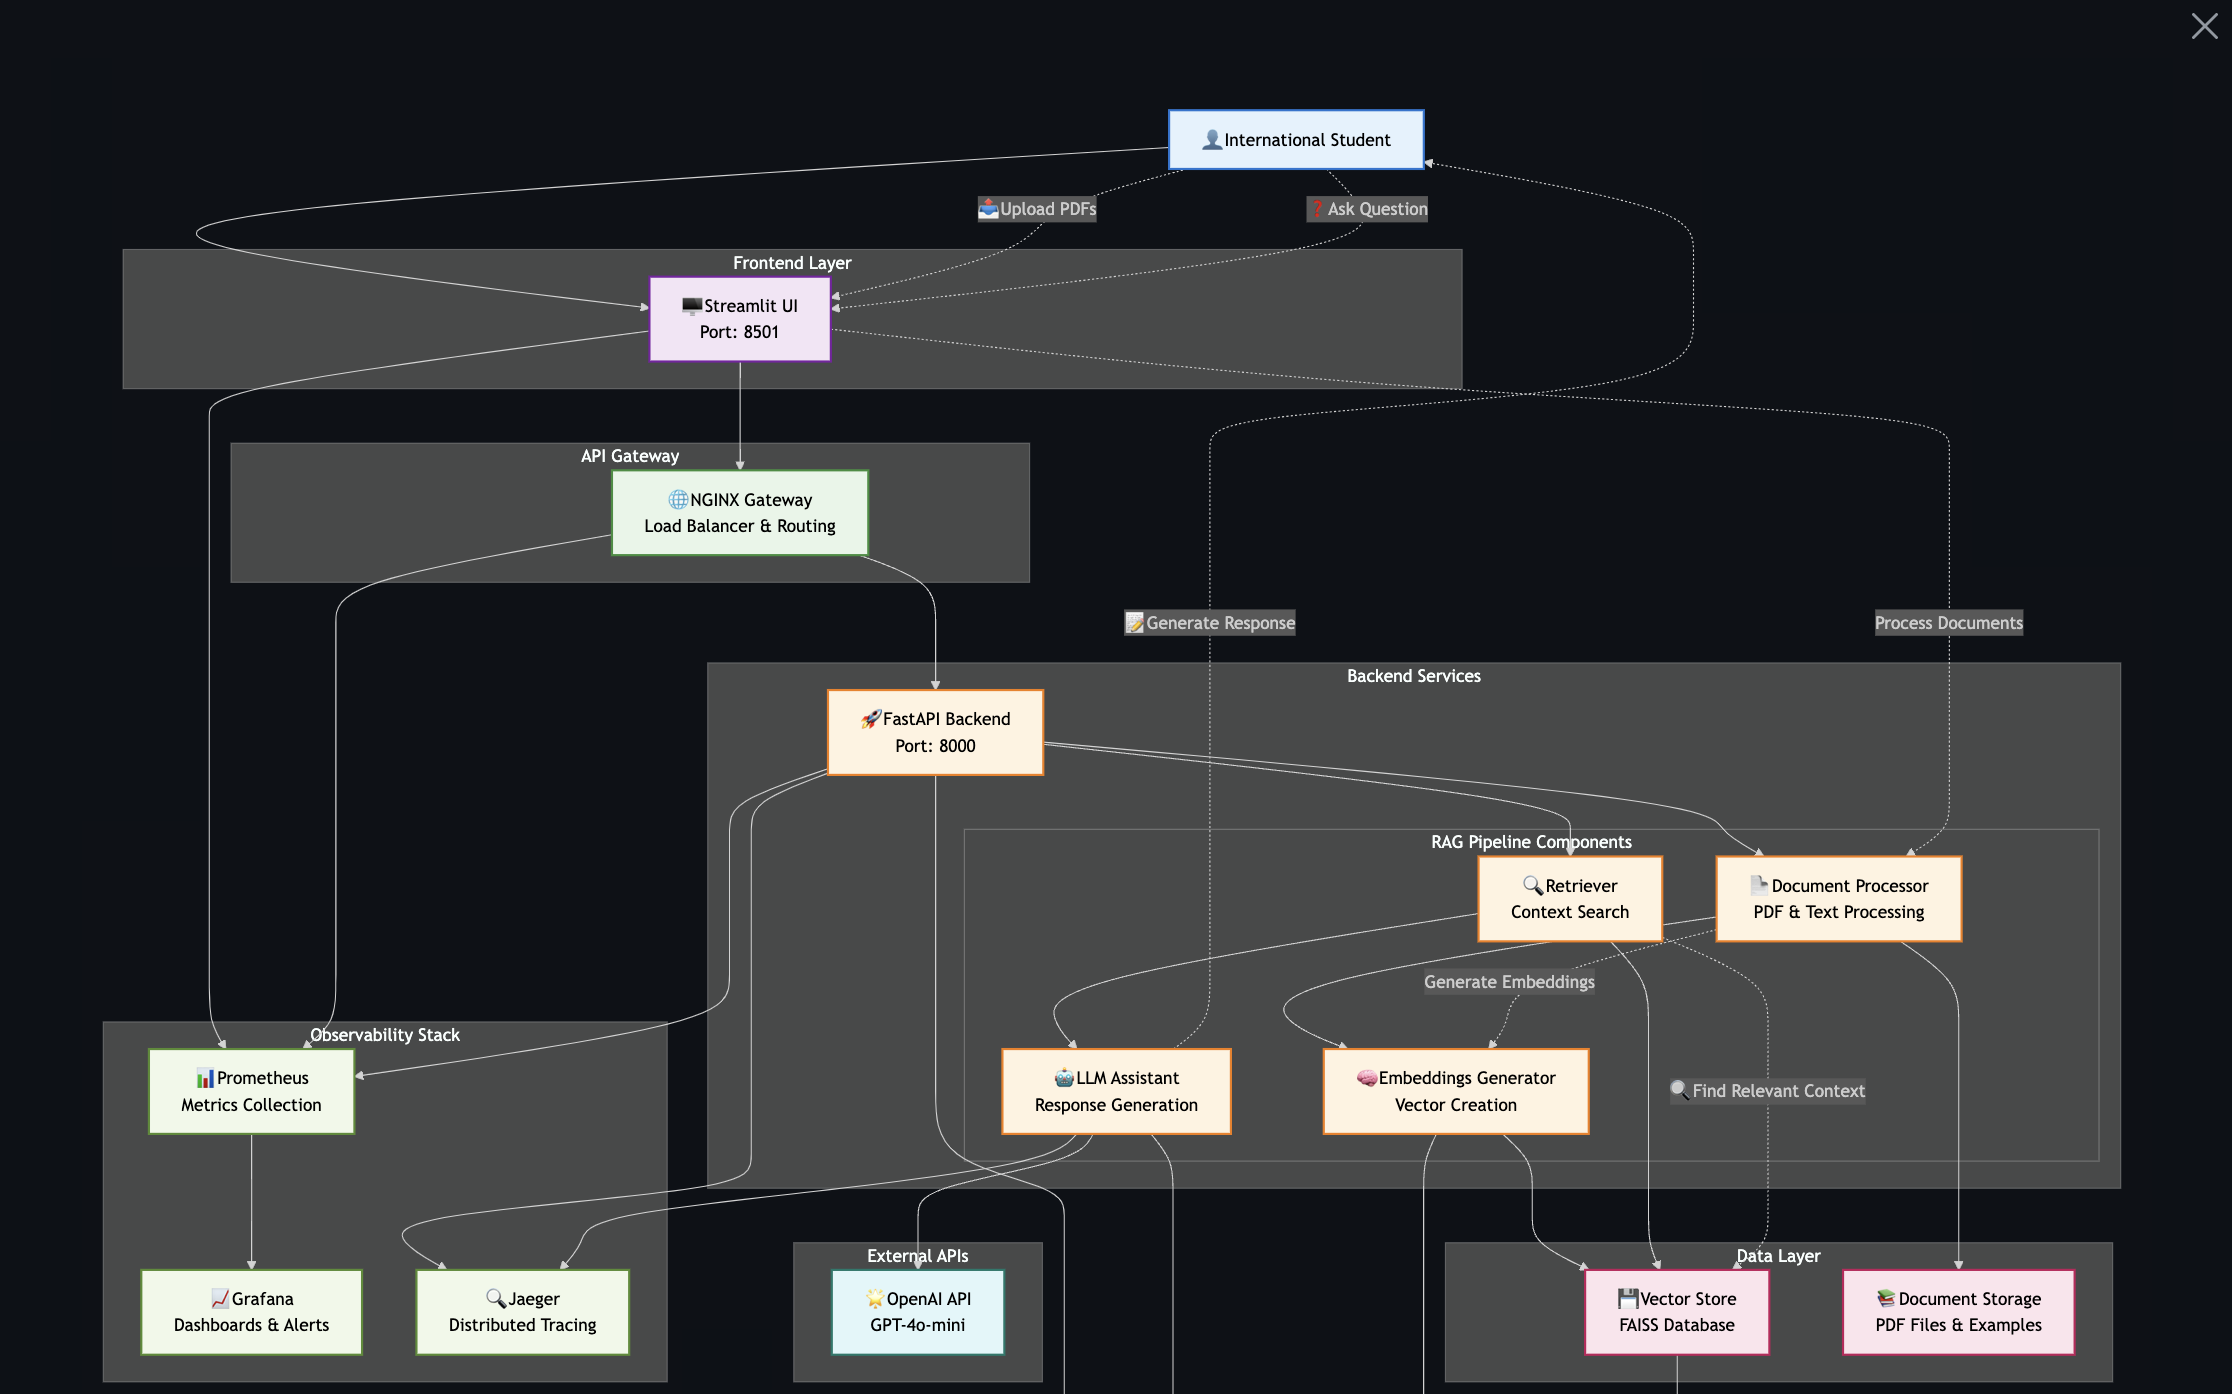 👤International Student
📤Upload PDFs
❓Ask Question
Frontend Layer
🖥️Streamlit UI
Port: 8501
API Gateway
🌐NGINX Gateway
Load Balancer & Routing
📝Generate Response
Process Documents
Backend Services
🚀FastAPI Backend
Port: 8000
RAG Pipeline Components
🔍Retriever
Context Search
📄Document Processor
PDF & Text Processing
Generate Embeddings
Observability Stack
📊Prometheus
Metrics Collection
🤖LLM Assistant
Response Generation
🧠Embeddings Generator
Vector Creation
🔍Find Relevant Context
External APIs
Data Layer
📈Grafana
Dashboards & Alerts
🔍Jaeger
Distributed Tracing
🌟OpenAI API
GPT-4o-mini
💾Vector Store
FAISS Database
📚Document Storage
PDF Files & Examples